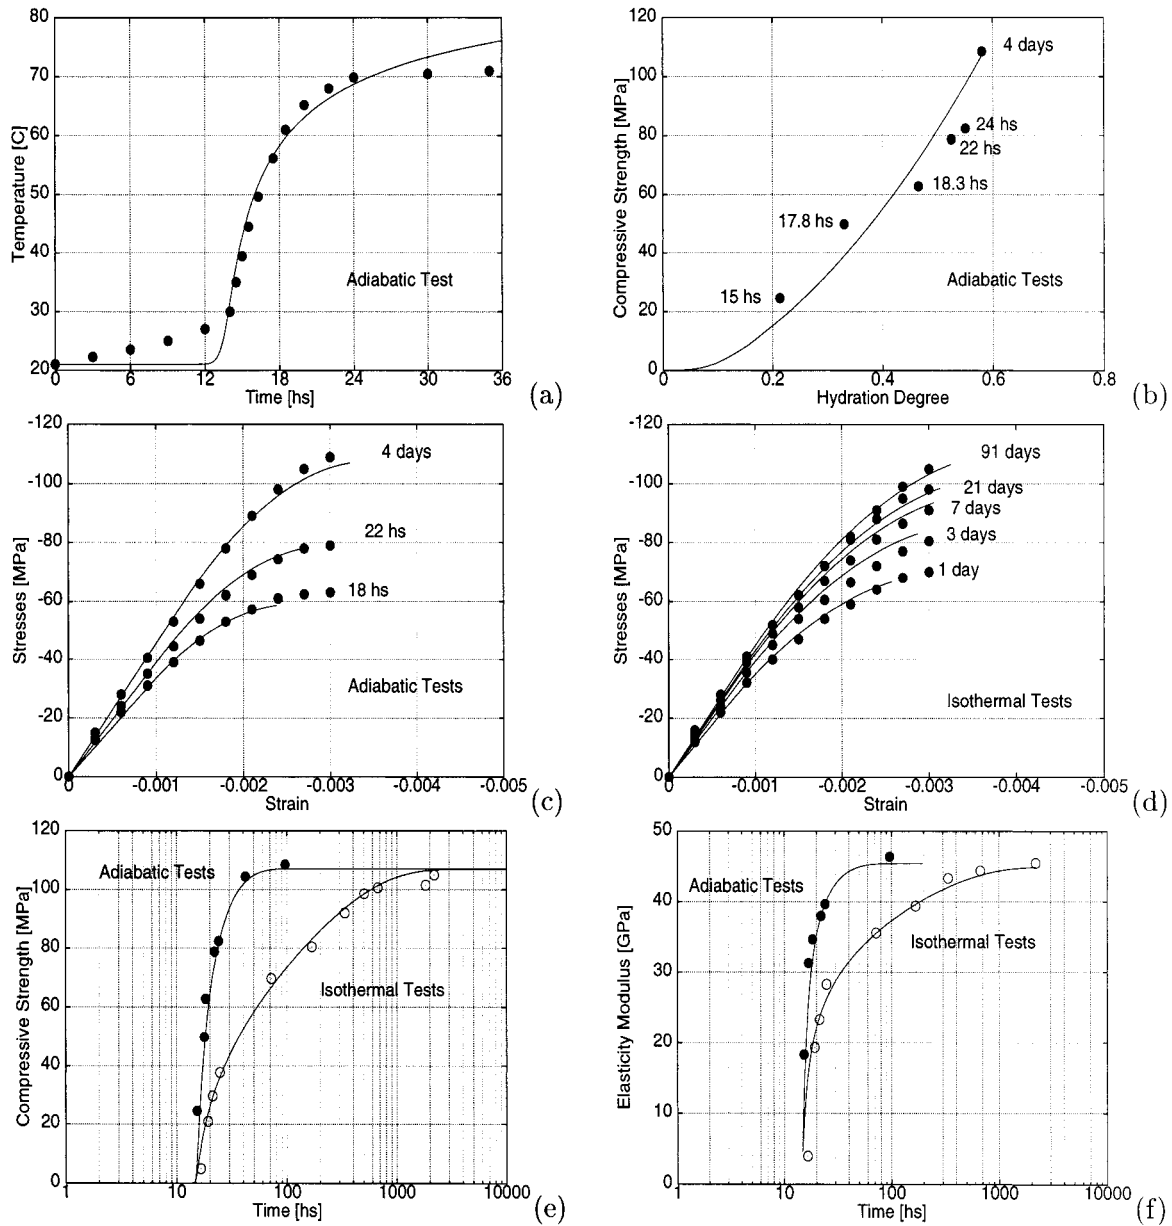 80
70
60
50
40
30
20
Temperature [C]
Adiabatic Test
0 6 12 18 24 30 36
Time [hs]
(a)
120
100
80
60
40
20
0
Compressive Strength [MPa]
4 days
24 hs
22 hs
18.3 hs
17.8 hs
15 hs
Adiabatic Tests
0 0.2 0.4 0.6 0.8
Hydration Degree
(b)
-120
-100
-80
-60
-40
-20
0
Stresses [MPa]
4 days
22 hs
18 hs
Adiabatic Tests
0 -0.001 -0.002 -0.003 -0.004 -0.005
Strain
(c)
-120
-100
-80
-60
-40
-20
0
Stresses [MPa]
91 days
21 days
7 days
3 days
1 day
Isothermal Tests
0 -0.001 -0.002 -0.003 -0.004 -0.005
Strain
(d)
120
100
80
60
40
20
0
Compressive Strength [MPa]
Adiabatic Tests
Isothermal Tests
1 10 100 1000 10000
Time [hs]
(e)
50
40
30
20
10
0
Elasticity Modulus [GPa]
Adiabatic Tests
Isothermal Tests
1 10 100 1000 10000
Time [hs]
(f)